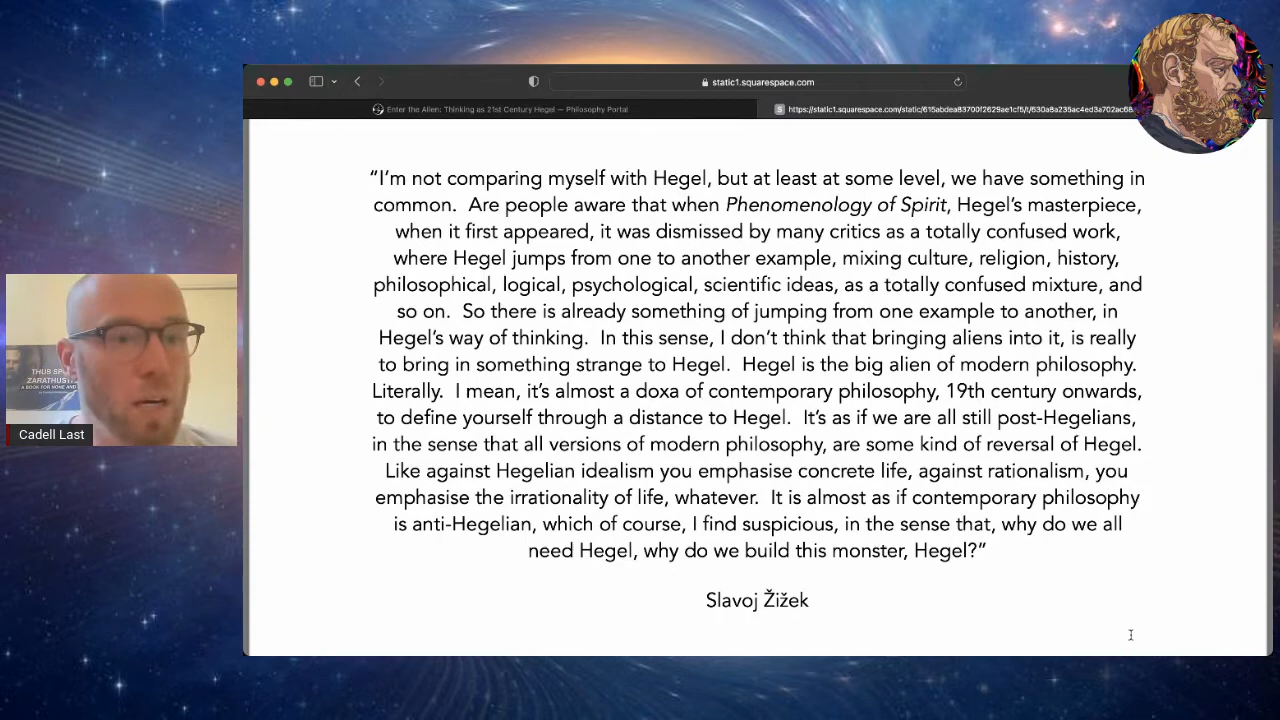 static1.squarespace.com
Enter the Alien: Thinking as 21st Century Hegel — Philosophy Portal
S
“I’m not comparing myself with Hegel, but at least at some level, we have something in
common. Are people aware that when Phenomenology of Spirit, Hegel’s masterpiece,
when it first appeared, it was dismissed by many critics as a totally confused work,
where Hegel jumps from one to another example, mixing culture, religion, history,
philosophical, logical, psychological, scientific ideas, as a totally confused mixture, and
so on. So there is already something of jumping from one example to another, in
Hegel’s way of thinking. In this sense, I don’t think that bringing aliens into it, is really
to bring in something strange to Hegel. Hegel is the big alien of modern philosophy.
Literally. I mean, it’s almost a doxa of contemporary philosophy, 19th century onwards,
to define yourself through a distance to Hegel. It’s as if we are all still post-Hegelians,
in the sense that all versions of modern philosophy, are some kind of reversal of Hegel.
Like against Hegelian idealism you emphasise concrete life, against rationalism, you
emphasise the irrationality of life, whatever. It is almost as if contemporary philosophy
is anti-Hegelian, which of course, I find suspicious, in the sense that, why do we all
need Hegel, why do we build this monster, Hegel?”
Slavoj Žižek
THUS SP
ZARATHUST
A BOOK FOR NONE AND
Cadell Last